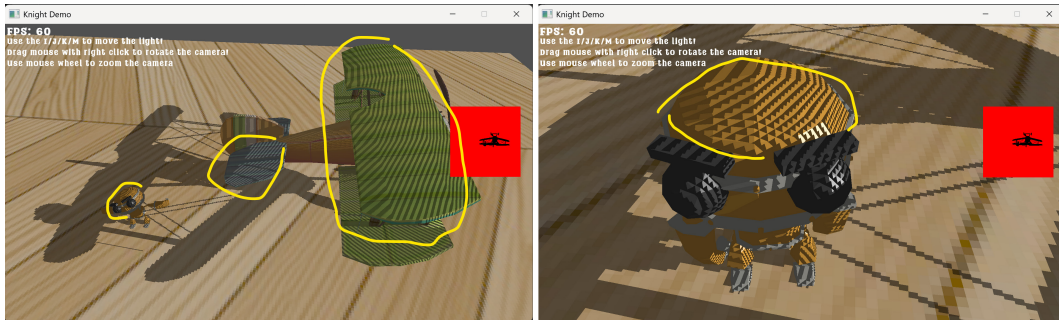 Knight Demo
FPS: 60
Use the I/J/K/M to move the light!
Drag mouse with right click to rotate the camera!
Use mouse wheel to zoom the camera
Knight Demo
FPS: 60
Use the I/J/K/M to move the light!
Drag mouse with right click to rotate the camera!
Use mouse wheel to zoom the camera